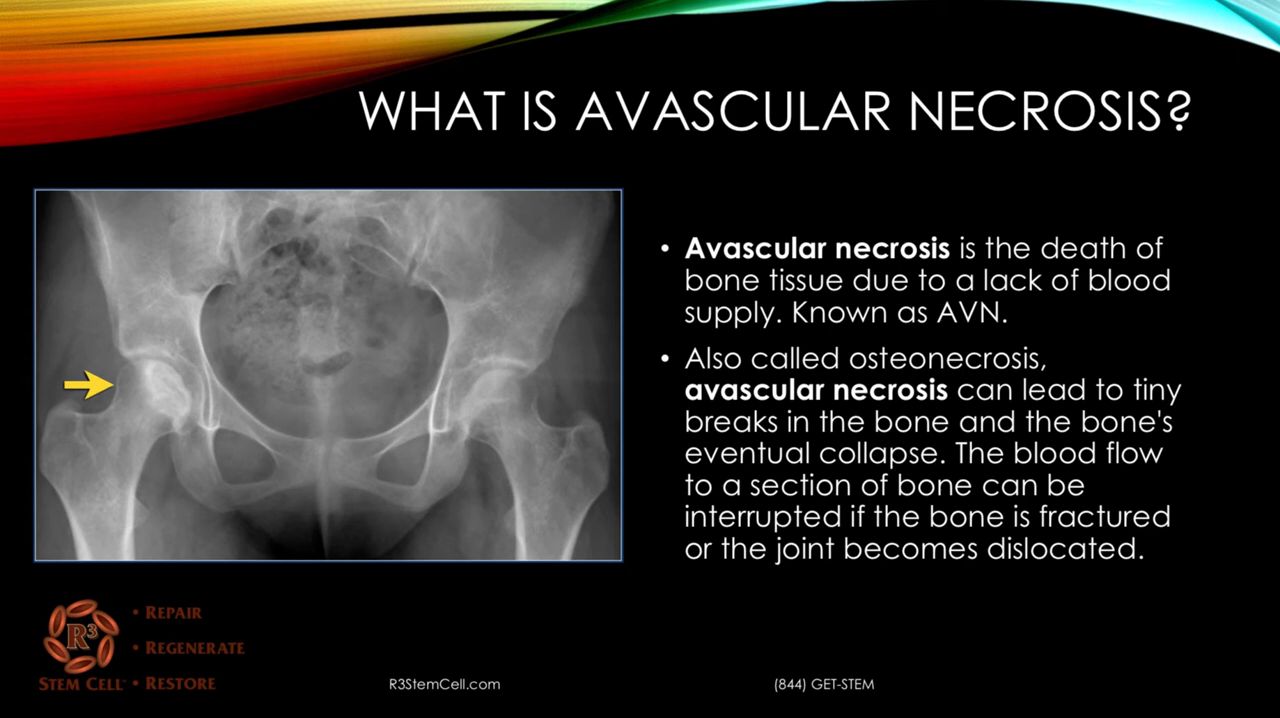 WHAT IS AVASCULAR NECROSIS?
• Avascular necrosis is the death of
bone tissue due to a lack of blood
supply. Known as AVN.
• Also called osteonecrosis,
avascular necrosis can lead to tiny
breaks in the bone and the bone's
eventual collapse. The blood flow
to a section of bone can be
interrupted if the bone is fractured
or the joint becomes dislocated.
R³
STEM CELL
• REPAIR
• REGENERATE
• RESTORE
R3StemCell.com
(844) GET-STEM